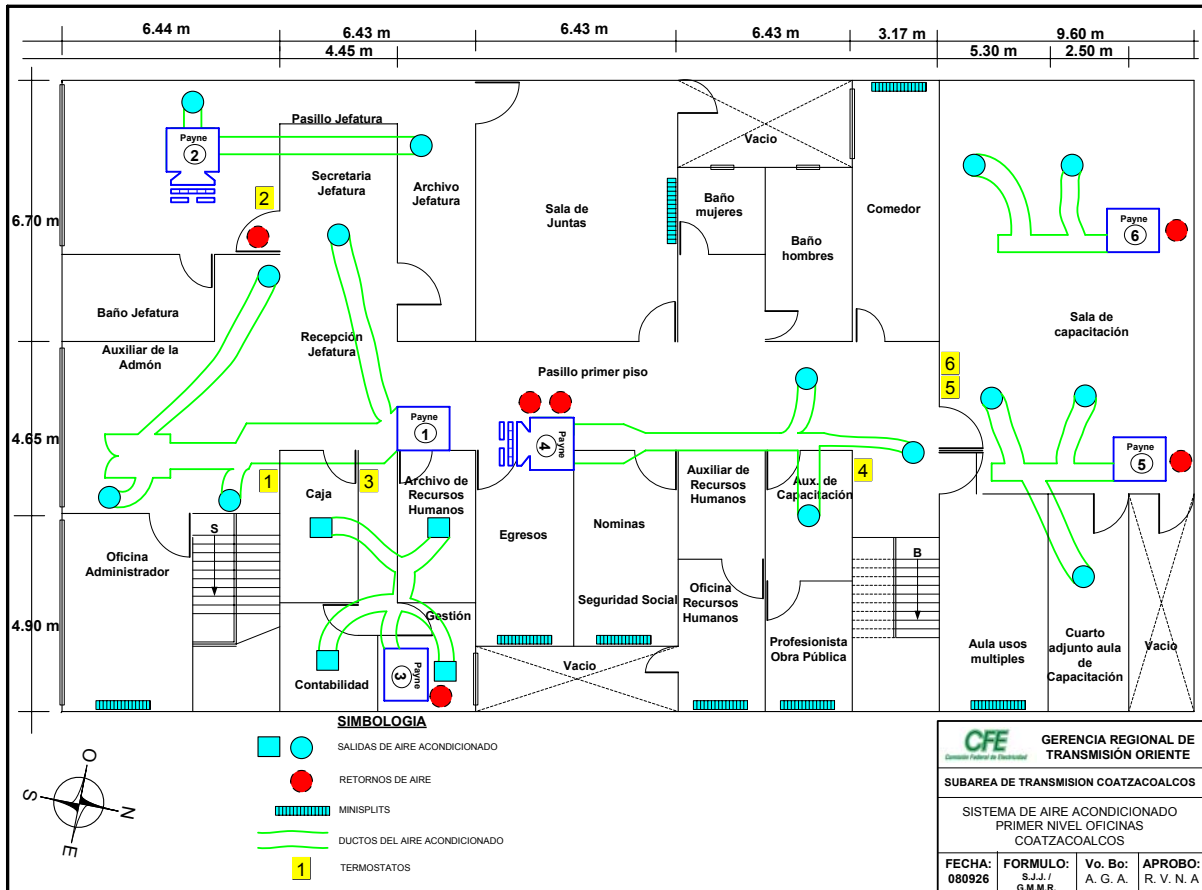 6.44 m
6.43 m
6.43 m
6.43 m
3.17 m
9.60 m
4.45 m
5.30 m
2.50 m
6.70 m
4.65 m
4.90 m
Payne
2
Pasillo Jefatura
Secretaria
Jefatura
Archivo
Jefatura
Sala de
Juntas
Vacio
Baño
mujeres
Baño
hombres
Comedor
Payne
6
2
Baño Jefatura
Auxiliar de la
Admón
Recepción
Jefatura
Pasillo primer piso
Sala de
capacitación
6
5
Payne
1
Payne
4
Payne
5
1
3
4
Caja
Archivo de
Recursos
Humanos
Egresos
Nominas
Auxiliar de
Recursos
Humanos
Aux. de
Capacitación
S
B
Oficina
Administrador
Gestión
Seguridad Social
Oficina
Recursos
Humanos
Profesionista
Obra Pública
Aula usos
multiples
Cuarto
adjunto aula
de
Capacitación
Vacio
Contabilidad
Payne
3
Vacio
SIMBOLOGIA
SALIDAS DE AIRE ACONDICIONADO
RETORNOS DE AIRE
MINISPLITS
DUCTOS DEL AIRE ACONDICIONADO
1
TERMOSTATOS
O
S
N
E
CFE
Comisión Federal de Electricidad
GERENCIA REGIONAL DE
TRANSMISIÓN ORIENTE
SUBAREA DE TRANSMISION COATZACOALCOS
SISTEMA DE AIRE ACONDICIONADO
PRIMER NIVEL OFICINAS
COATZACOALCOS
FECHA:
080926
FORMULO:
S.J.J. /
G.M.M.R.
Vo. Bo:
A. G. A.
APROBO:
R. V. N. A